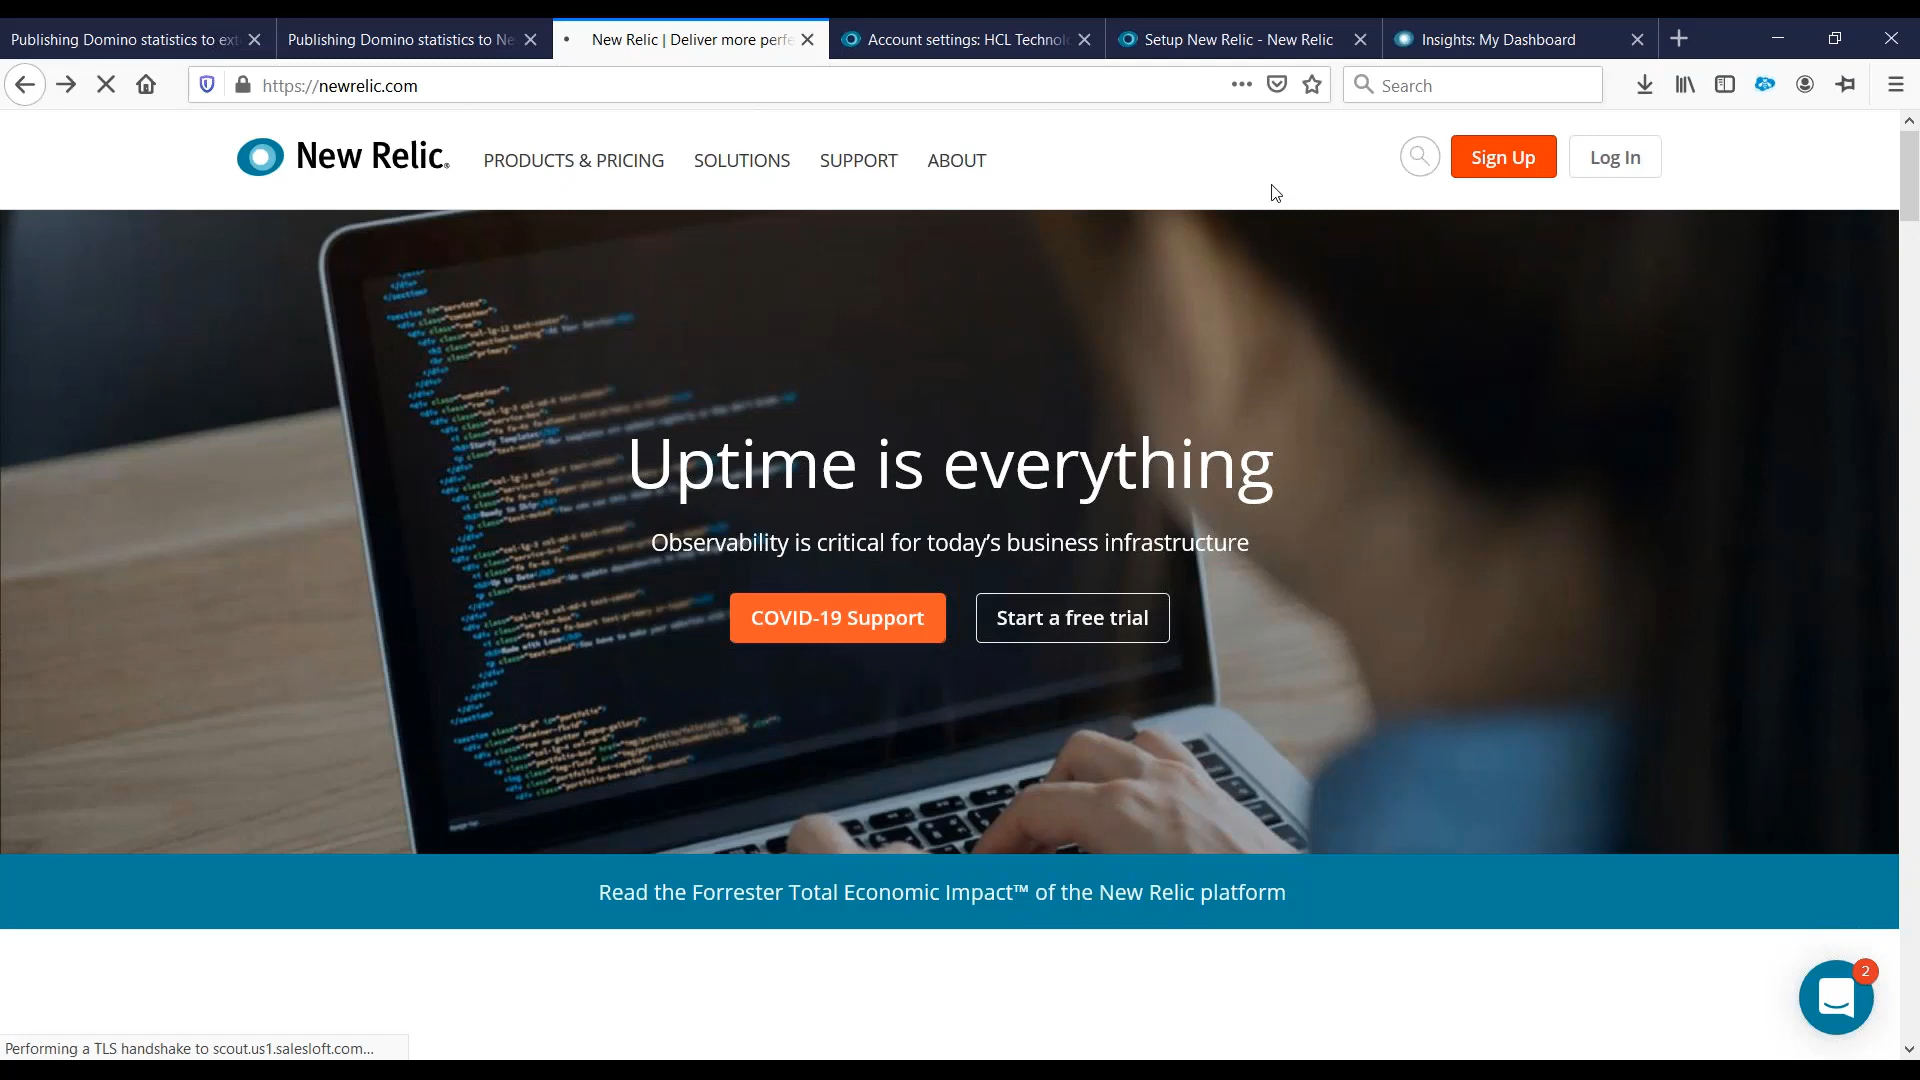 Publishing Domino statistics to ext
Publishing Domino statistics to Ne
New Relic | Deliver more perfe
Account settings: HCL Technol
Setup New Relic - New Relic
Insights: My Dashboard
https://newrelic.com
Search
New Relic.
PRODUCTS & PRICING
SOLUTIONS
SUPPORT
ABOUT
Sign Up
Log In
Uptime is everything
Observability is critical for today's business infrastructure
COVID-19 Support
Start a free trial
Read the Forrester Total Economic Impact™ of the New Relic platform
2
Performing a TLS handshake to scout.us1.salesloft.com...